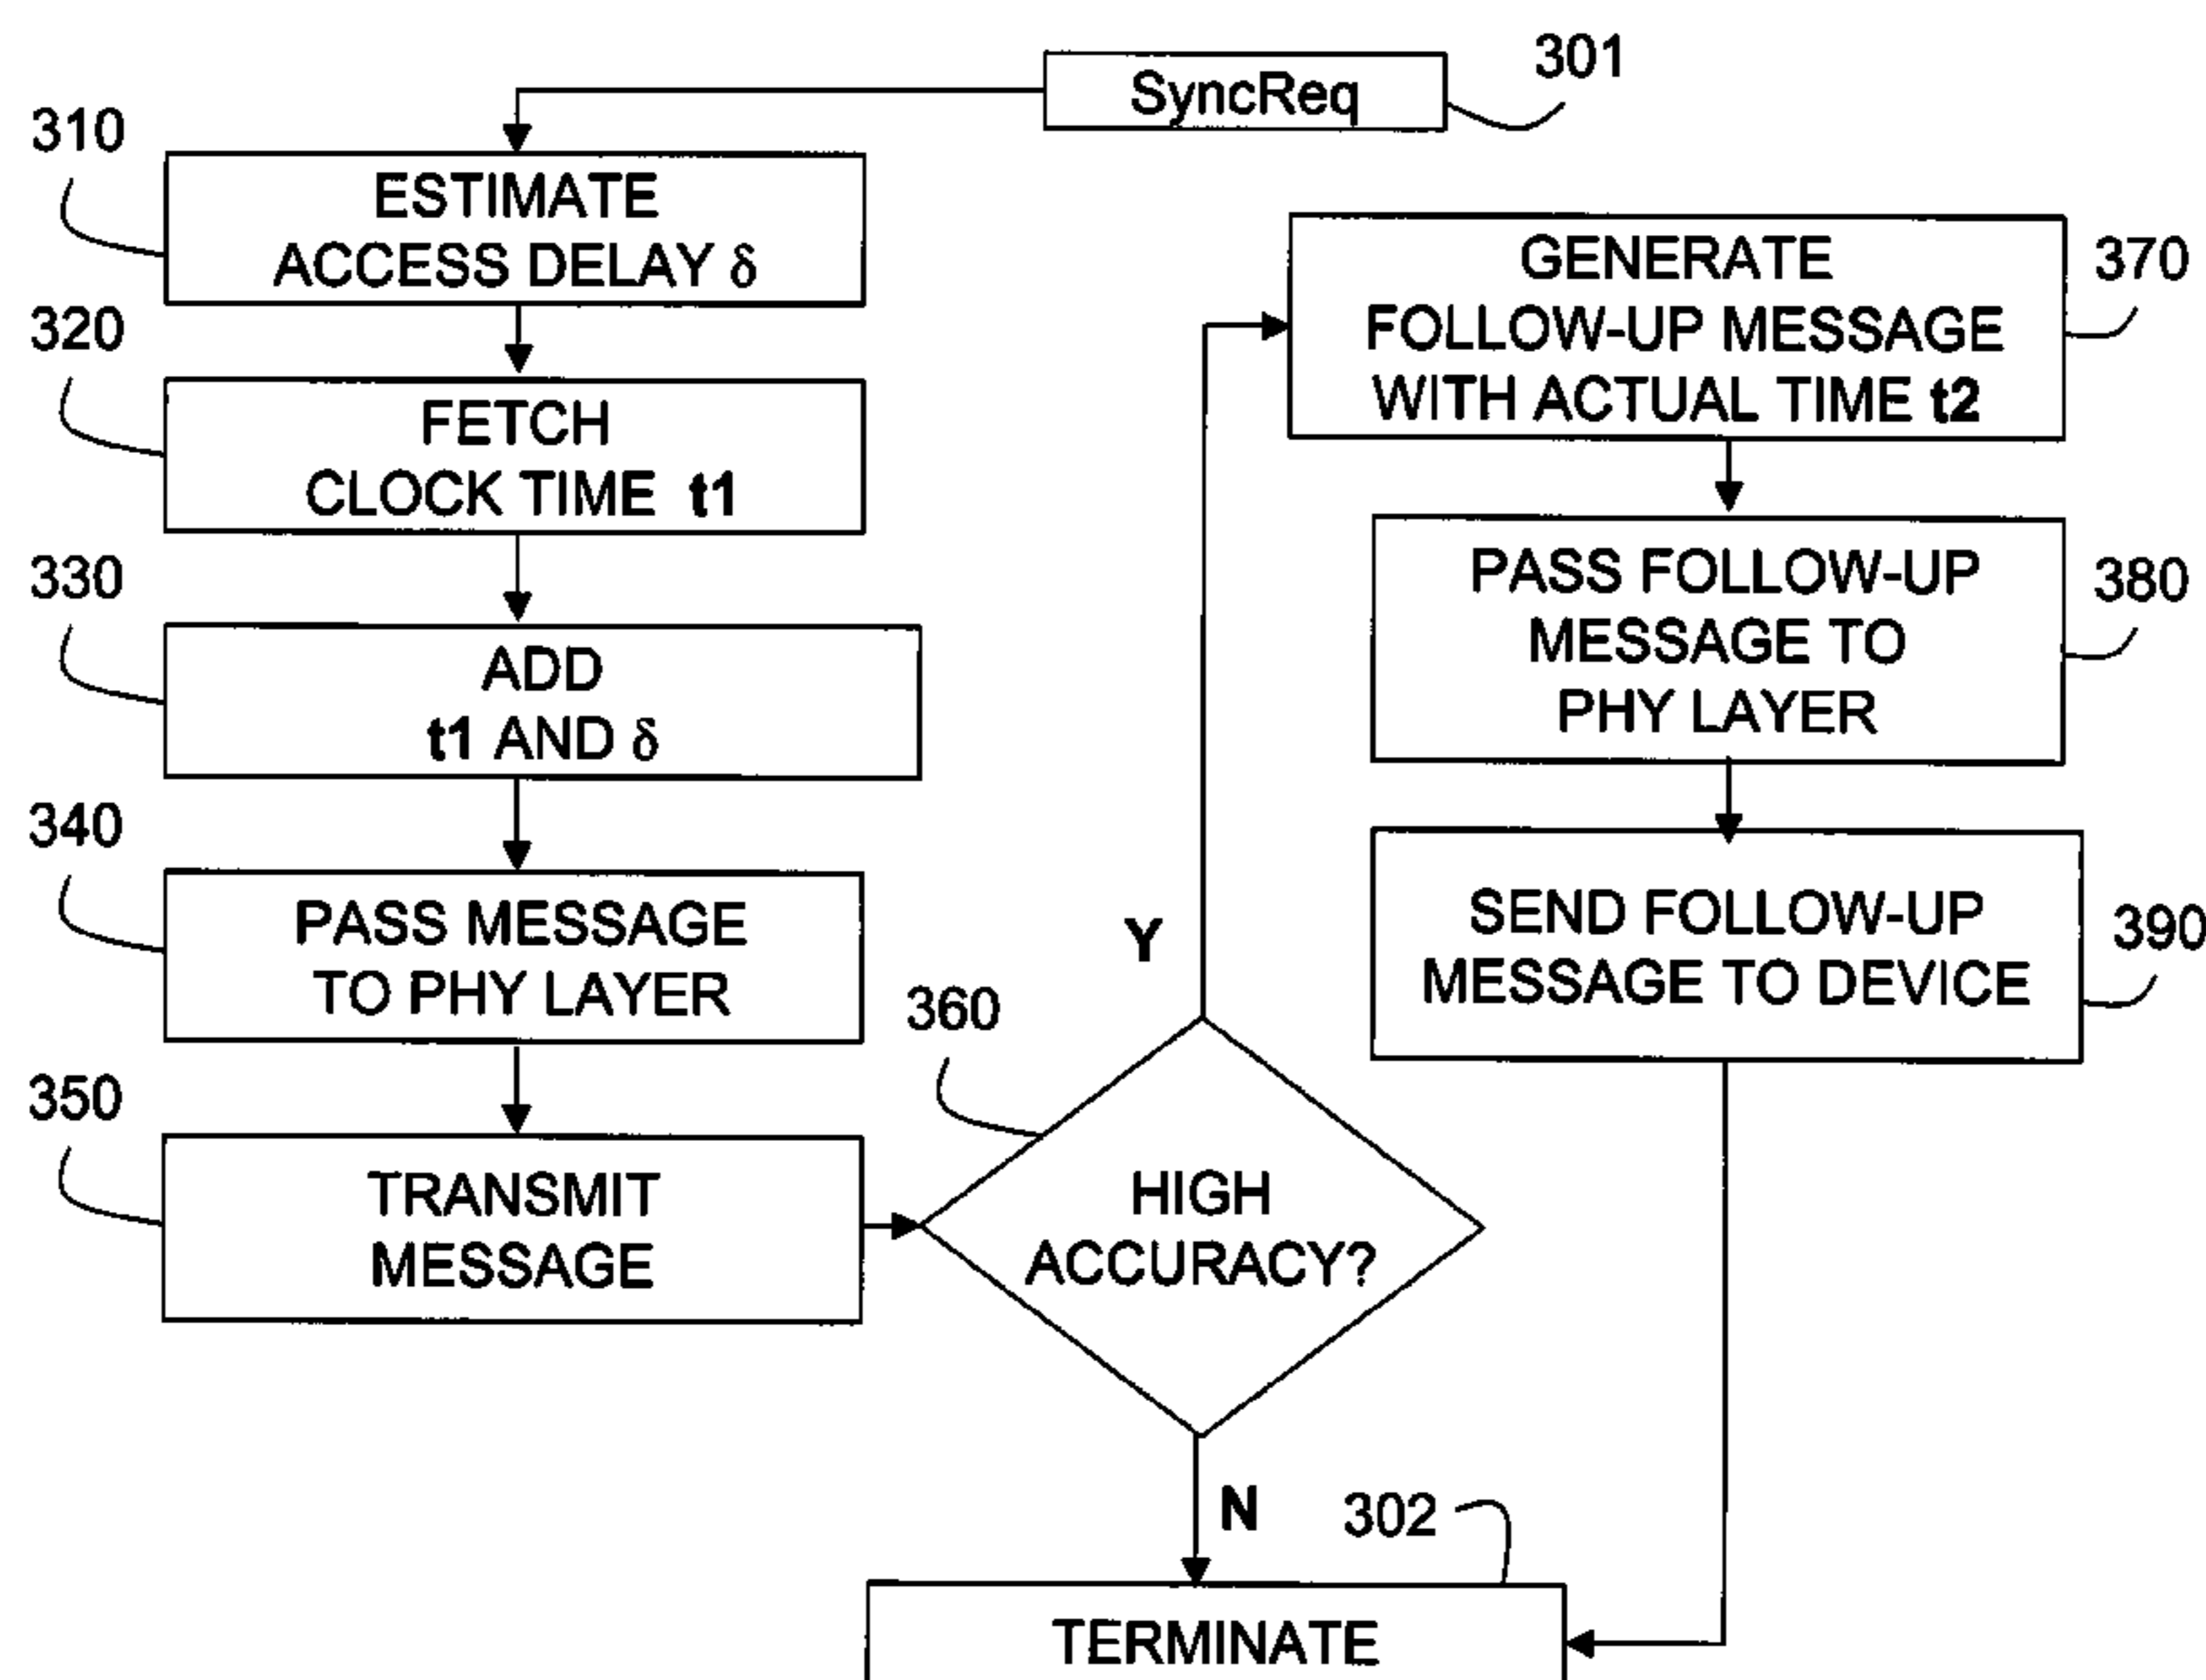 SyncReq
301
310
ESTIMATE
ACCESS DELAY δ
320
FETCH
CLOCK TIME t1
330
ADD
t1 AND δ
340
PASS MESSAGE
TO PHY LAYER
350
TRANSMIT
MESSAGE
360
HIGH
ACCURACY?
Y
N
GENERATE
FOLLOW-UP MESSAGE
WITH ACTUAL TIME t2
370
PASS FOLLOW-UP
MESSAGE TO
PHY LAYER
380
SEND FOLLOW-UP
MESSAGE TO DEVICE
390
302
TERMINATE